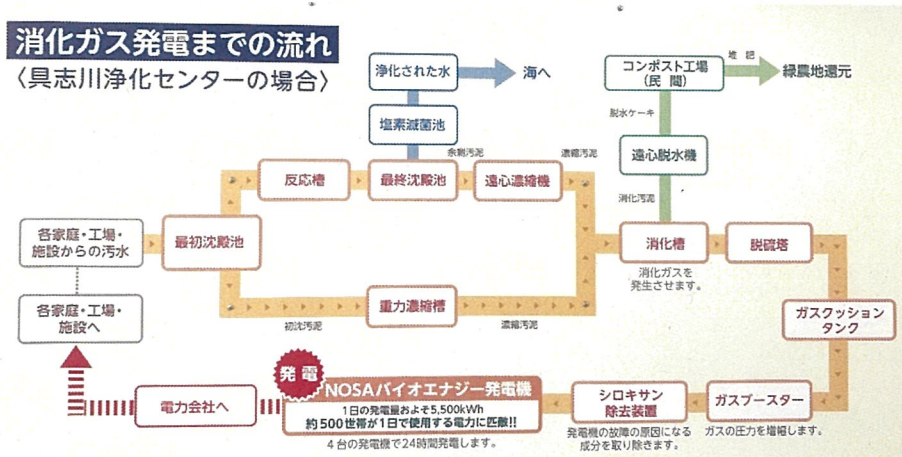 消化ガス発電までの流れ
〈具志川浄化センターの場合〉
浄化された水
海へ
塩素滅菌池
コンポスト工場
(民 間)
堆 肥
緑農地還元
脱水ケーキ
遠心脱水機
消化汚泥
余剰汚泥
濃縮汚泥
反応槽
最終沈殿池
遠心濃縮機
各家庭・工場・
施設からの汚水
最初沈殿池
消化槽
脱硫塔
消化ガスを
発生させます。
重力濃縮槽
初沈汚泥
濃縮汚泥
各家庭・工場・
施設へ
ガスクッション
タンク
発電
NOSAバイオエナジー発電機
1日の発電量およそ5,500kWh
約500世帯が1日で使用する電力に匹敵!!
4台の発電機で24時間発電します。
電力会社へ
シロキサン
除去装置
発電機の故障の原因になる
成分を取り除きます。
ガスブースター
ガスの圧力を増幅します。